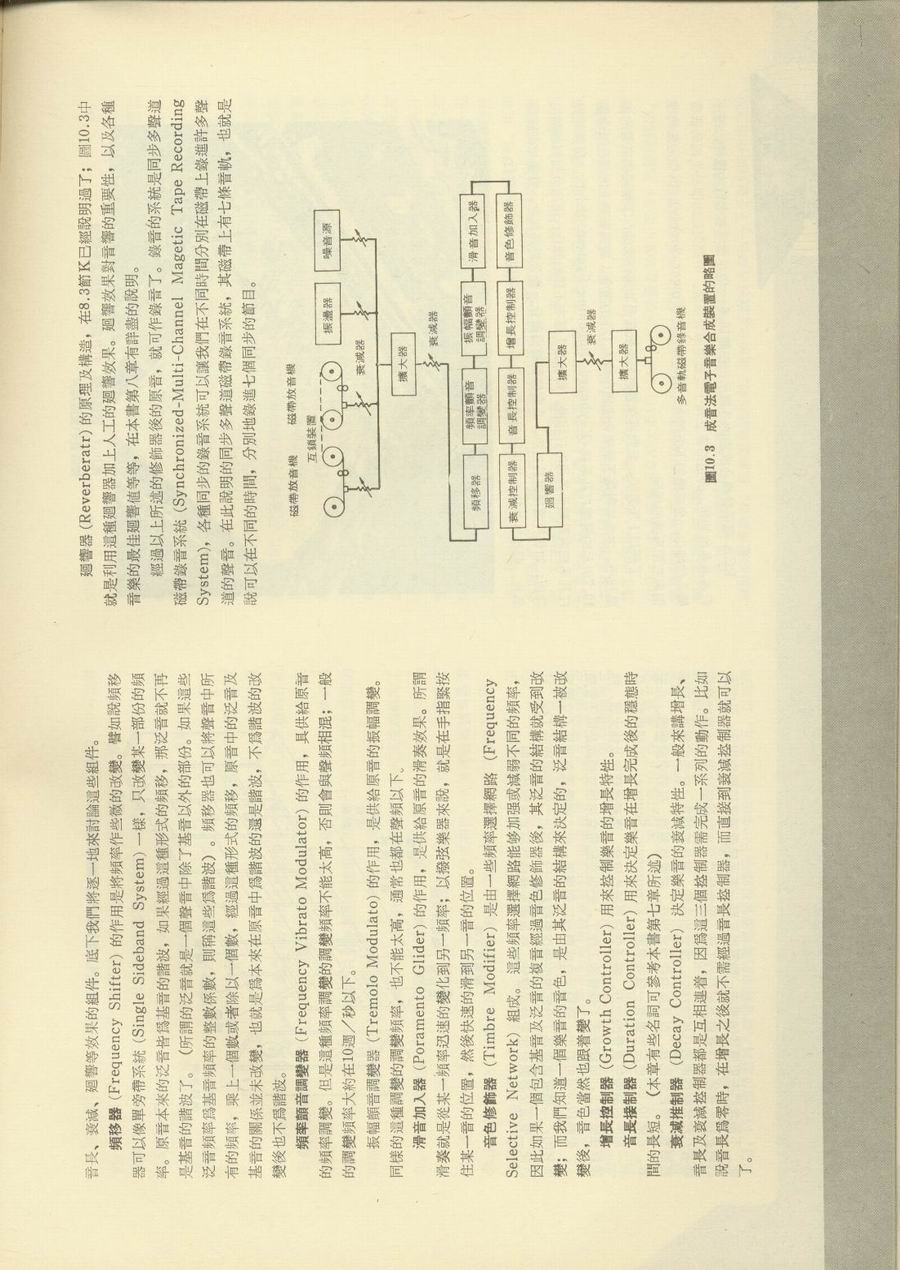 音長、衰減、廻響等效果的組件。底下我們將逐一地來討論這些組件。
頻移器 (Frequency Shifter) 的作用是將頻率作些微的改變。譬如說頻移
器可以像單旁帶系統 (Single Sideband System) 一樣，只改變某一部份的頻
率。原音本來的泛音皆爲基音的諧波，如果經過這種形式的頻移，那泛音就不再
是基音的諧波了。（所謂的泛音就是一個聲音中除了基音以外的部份。如果這些
泛音頻率爲基音頻率的整數係數，則稱這些爲諧波）。頻移器也可以將聲音中所
有的頻率，乘上一個數或者除以一個數，經過這種形式的頻移，原音中的泛音及
基音的關係並未改變，也就是爲本來在原音中爲諧波的還是諧波，不爲諧波的改
變後也不爲諧波。
頻率顫音調變器 (Frequency Vibrato Modulator) 的作用，具供給原音
的頻率調變。但是這種頻率調變的調變頻率不能太高，否則會與聲頻相混；一般
的調變頻率大約在10週／秒以下。
振幅顫音調變器 (Tremolo Modulato) 的作用，是供給原音的振幅調變。
同樣的這種調變的調變頻率，也不能太高，通常也都在聲頻以下。
滑音加入器 (Poramento Glider) 的作用，是供給原音的滑奏效果。所謂
滑奏就是從某一頻率迅速的變化到另一頻率；以撥弦樂器來說，就是在手指緊按
住某一音的位置，然後快速的滑到另一音的位置。
音色修飾器 (Timbre Modifier) 是由一些頻率選擇網路 (Frequency
Selective Network) 組成。這些頻率選擇網路能够加强或減弱不同的頻率，
因此如果一個包含基音及泛音的復音經過音色修飾器後，其泛音的結構就受到改
變；而我們知道一個樂音的音色，是由其泛音的結構來決定的，泛音結構一被改
變後，音色當然也跟着變了。
增長控制器 (Growth Controller) 用來控制樂音的增長特性。
音長接制器 (Duration Controller) 用來決定樂音在增長完成後的穩態時
間的長短。（本章有些名詞可參考本書第七章所述）
衰減推制器 (Decay Controller) 決定樂音的衰減特性。一般來講增長、
音長及衰減控制器都是互相連着，因爲這三個控制器需完成一系列的動作。比如
說音長爲零時，在增長之後就不需經過音長控制器，而直接到衰減控制器就可以
了。
廻響器 (Reverberatr) 的原理及構造，在8.3節K已經說明過了；圖10.3中
就是利用這種廻響器加上人工的廻響效果。廻響效果對音響的重要性，以及各種
音樂的最佳廻響值等等，在本書第八章有詳盡的說明。
經過以上所述的修飾器後的原音，就可作錄音了。錄音的系統是同步多聲道
磁帶錄音系統 (Synchronized-Multi-Channel Magetic Tape Recording
System)，各種同步的錄音系統可以讓我們在不同時間分別在磁帶上錄進許多聲
道的聲音。在此說明的同步多聲道磁帶錄音系統，其磁帶上有七條音軌，也就是
說可以在不同的時間，分別地錄進七個同步的節目。
磁帶放音機
磁帶放音機
互鎖裝置
振盪器
噪音源
衰減器
擴大器
衰減器
頻移器
頻率顫音
調變器
振幅顫音
調變器
滑音加入器
衰減控制器
音長控制器
增長控制器
音色修飾器
廻響器
擴大器
衰減器
擴大器
多音軌磁帶錄音機
圖10.3 成音法電子音樂合成裝置的略圖